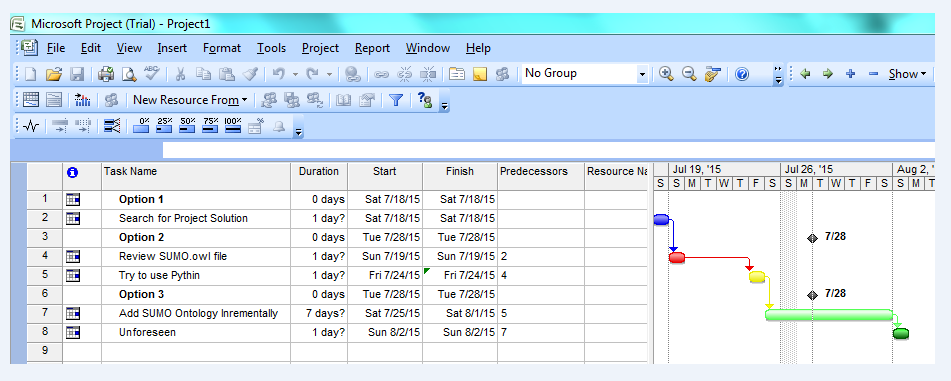 Microsoft Project (Trial) - Project1
File Edit View Insert Format Tools Project Report Window Help
No Group Show
New Resource From
0% 25% 50% 75% 100%
Task Name Duration Start Finish Predecessors Resource Na Jul 19, '15 Jul 26, '15 Aug 2, '
S S M T W T F S S M T W T F S S M T
1 Option 1 0 days Sat 7/18/15 Sat 7/18/15
2 Search for Project Solution 1 day? Sat 7/18/15 Sat 7/18/15
3 Option 2 0 days Tue 7/28/15 Tue 7/28/15 7/28
4 Review SUMO.owl file 1 day? Sun 7/19/15 Sun 7/19/15 2
5 Try to use Pythin 1 day? Fri 7/24/15 Fri 7/24/15 4
6 Option 3 0 days Tue 7/28/15 Tue 7/28/15 7/28
7 Add SUMO Ontology Inrementally 7 days? Sat 7/25/15 Sat 8/1/15 5
8 Unforeseen 1 day? Sun 8/2/15 Sun 8/2/15 7
9